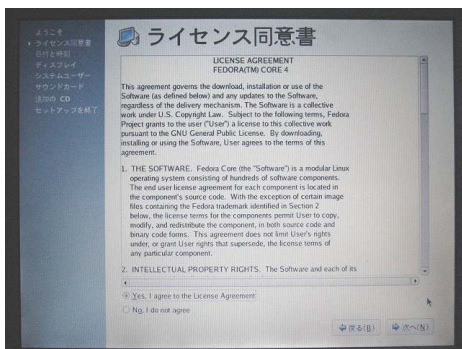 ようこそ
ライセンス同意書
日付と時刻
ディスプレイ
システムユーザー
サウンドカード
追加の CD
セットアップを終了
ライセンス同意書
LICENSE AGREEMENT
FEDORA(TM) CORE 4
This agreement governs the download, installation or use of the
Software (as defined below) and any updates to the Software,
regardless of the delivery mechanism. The Software is a collective
work under U.S. Copyright Law. Subject to the following terms, Fedora
Project grants to the user ("User") a license to this collective work
pursuant to the GNU General Public License. By downloading,
installing or using the Software, User agrees to the terms of this
agreement.
1. THE SOFTWARE. Fedora Core (the "Software") is a modular Linux
operating system consisting of hundreds of software components.
The end user license agreement for each component is located in
the component's source code. With the exception of certain image
files containing the Fedora trademark identified in Section 2
below, the license terms for the components permit User to copy,
modify, and redistribute the component, in both source code and
binary code forms. This agreement does not limit User's rights
under, or grant User rights that supersede, the license terms of
any particular component.
2. INTELLECTUAL PROPERTY RIGHTS. The Software and each of its
Yes, I agree to the License Agreement
No, I do not agree
戻る(B)
次へ(N)